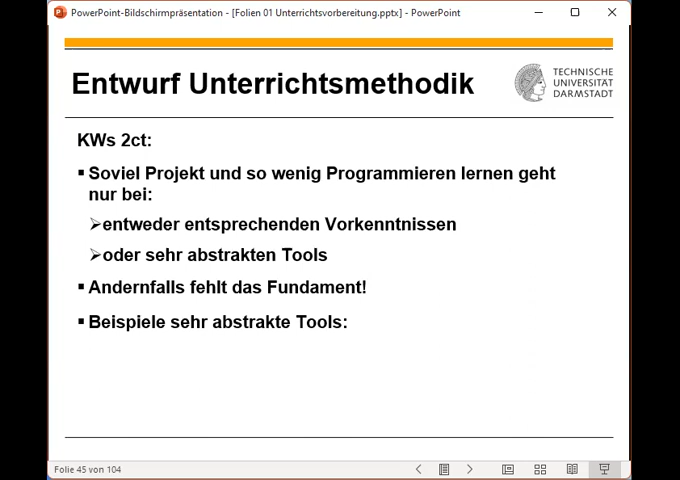 PowerPoint-Bildschirmpräsentation - [Folien 01 Unterrichtsvorbereitung.pptx] - PowerPoint
Entwurf Unterrichtsmethodik
TECHNISCHE
UNIVERSITÄT
DARMSTADT
KWs 2ct:
▪ Soviel Projekt und so wenig Programmieren lernen geht
nur bei:
➢entweder entsprechenden Vorkenntnissen
➢oder sehr abstrakten Tools
▪ Andernfalls fehlt das Fundament!
▪ Beispiele sehr abstrakte Tools:
Folie 45 von 104